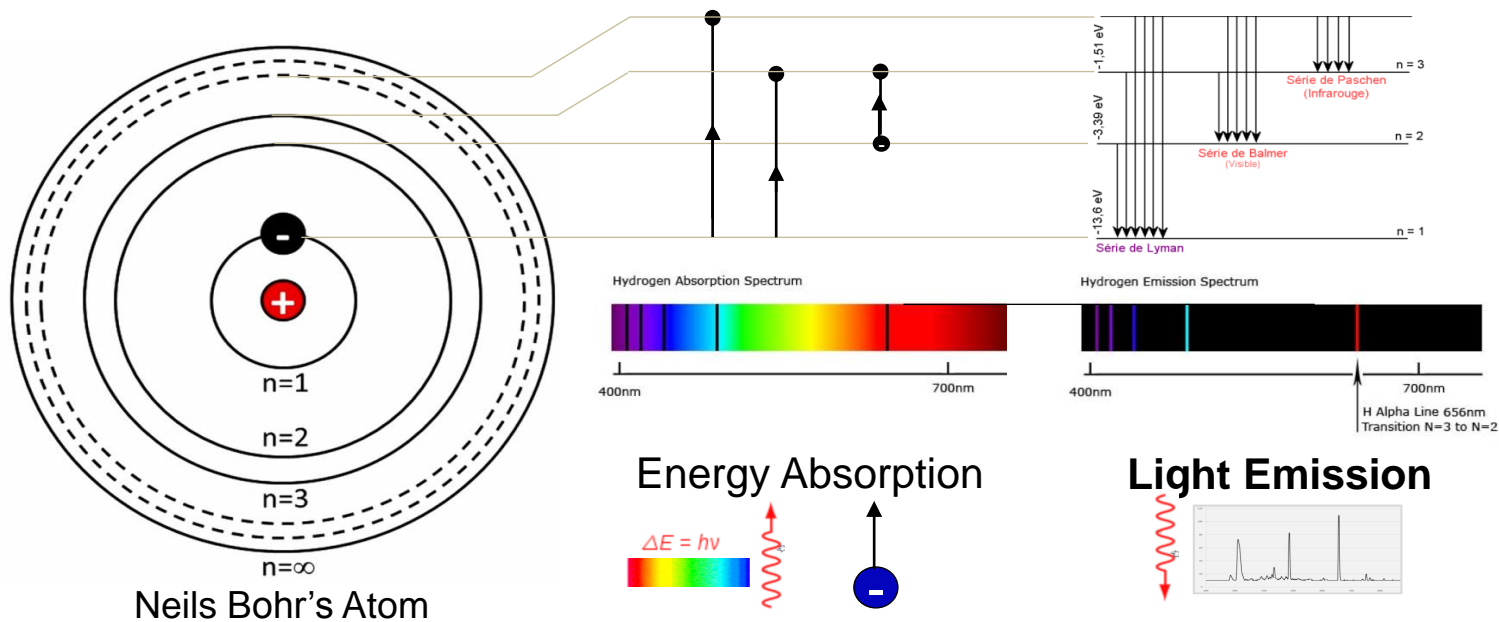 -
+
n=1
n=2
n=3
n=∞
Neils Bohr’s Atom
-
-1,51 eV
-3,39 eV
-13,6 eV
n = 3
Série de Paschen
(Infrarouge)
n = 2
Série de Balmer
(Visible)
n = 1
Série de Lyman
Hydrogen Absorption Spectrum
400nm
700nm
Energy Absorption
ΔE = hν
-
Hydrogen Emission Spectrum
400nm
700nm
H Alpha Line 656nm
Transition N=3 to N=2
Light Emission